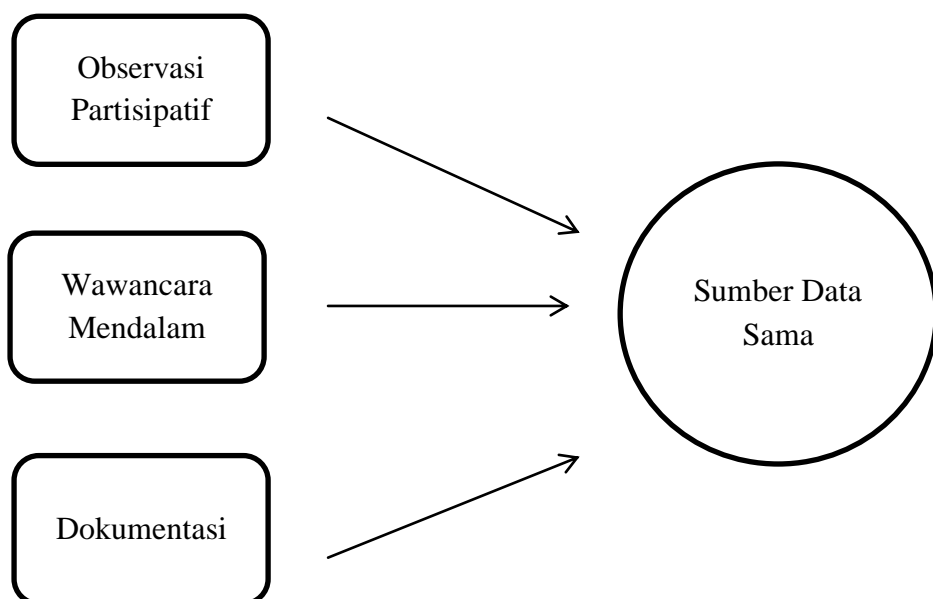 Observasi
Partisipatif
Wawancara
Mendalam
Dokumentasi
Sumber Data
Sama